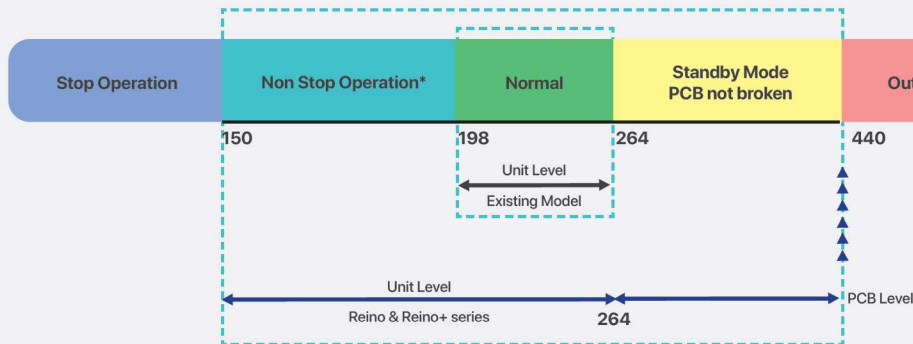 Stop Operation
Non Stop Operation*
Normal
Standby Mode
PCB not broken
Out
150
198
264
440
Unit Level
Existing Model
Unit Level
Reino & Reino+ series
264
PCB Level